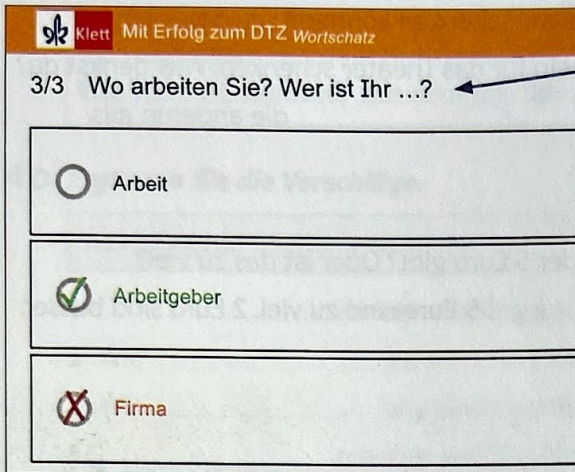 Klett Mit Erfolg zum DTZ Wortschatz
3/3 Wo arbeiten Sie? Wer ist Ihr ...?
Arbeit
Arbeitgeber
Firma